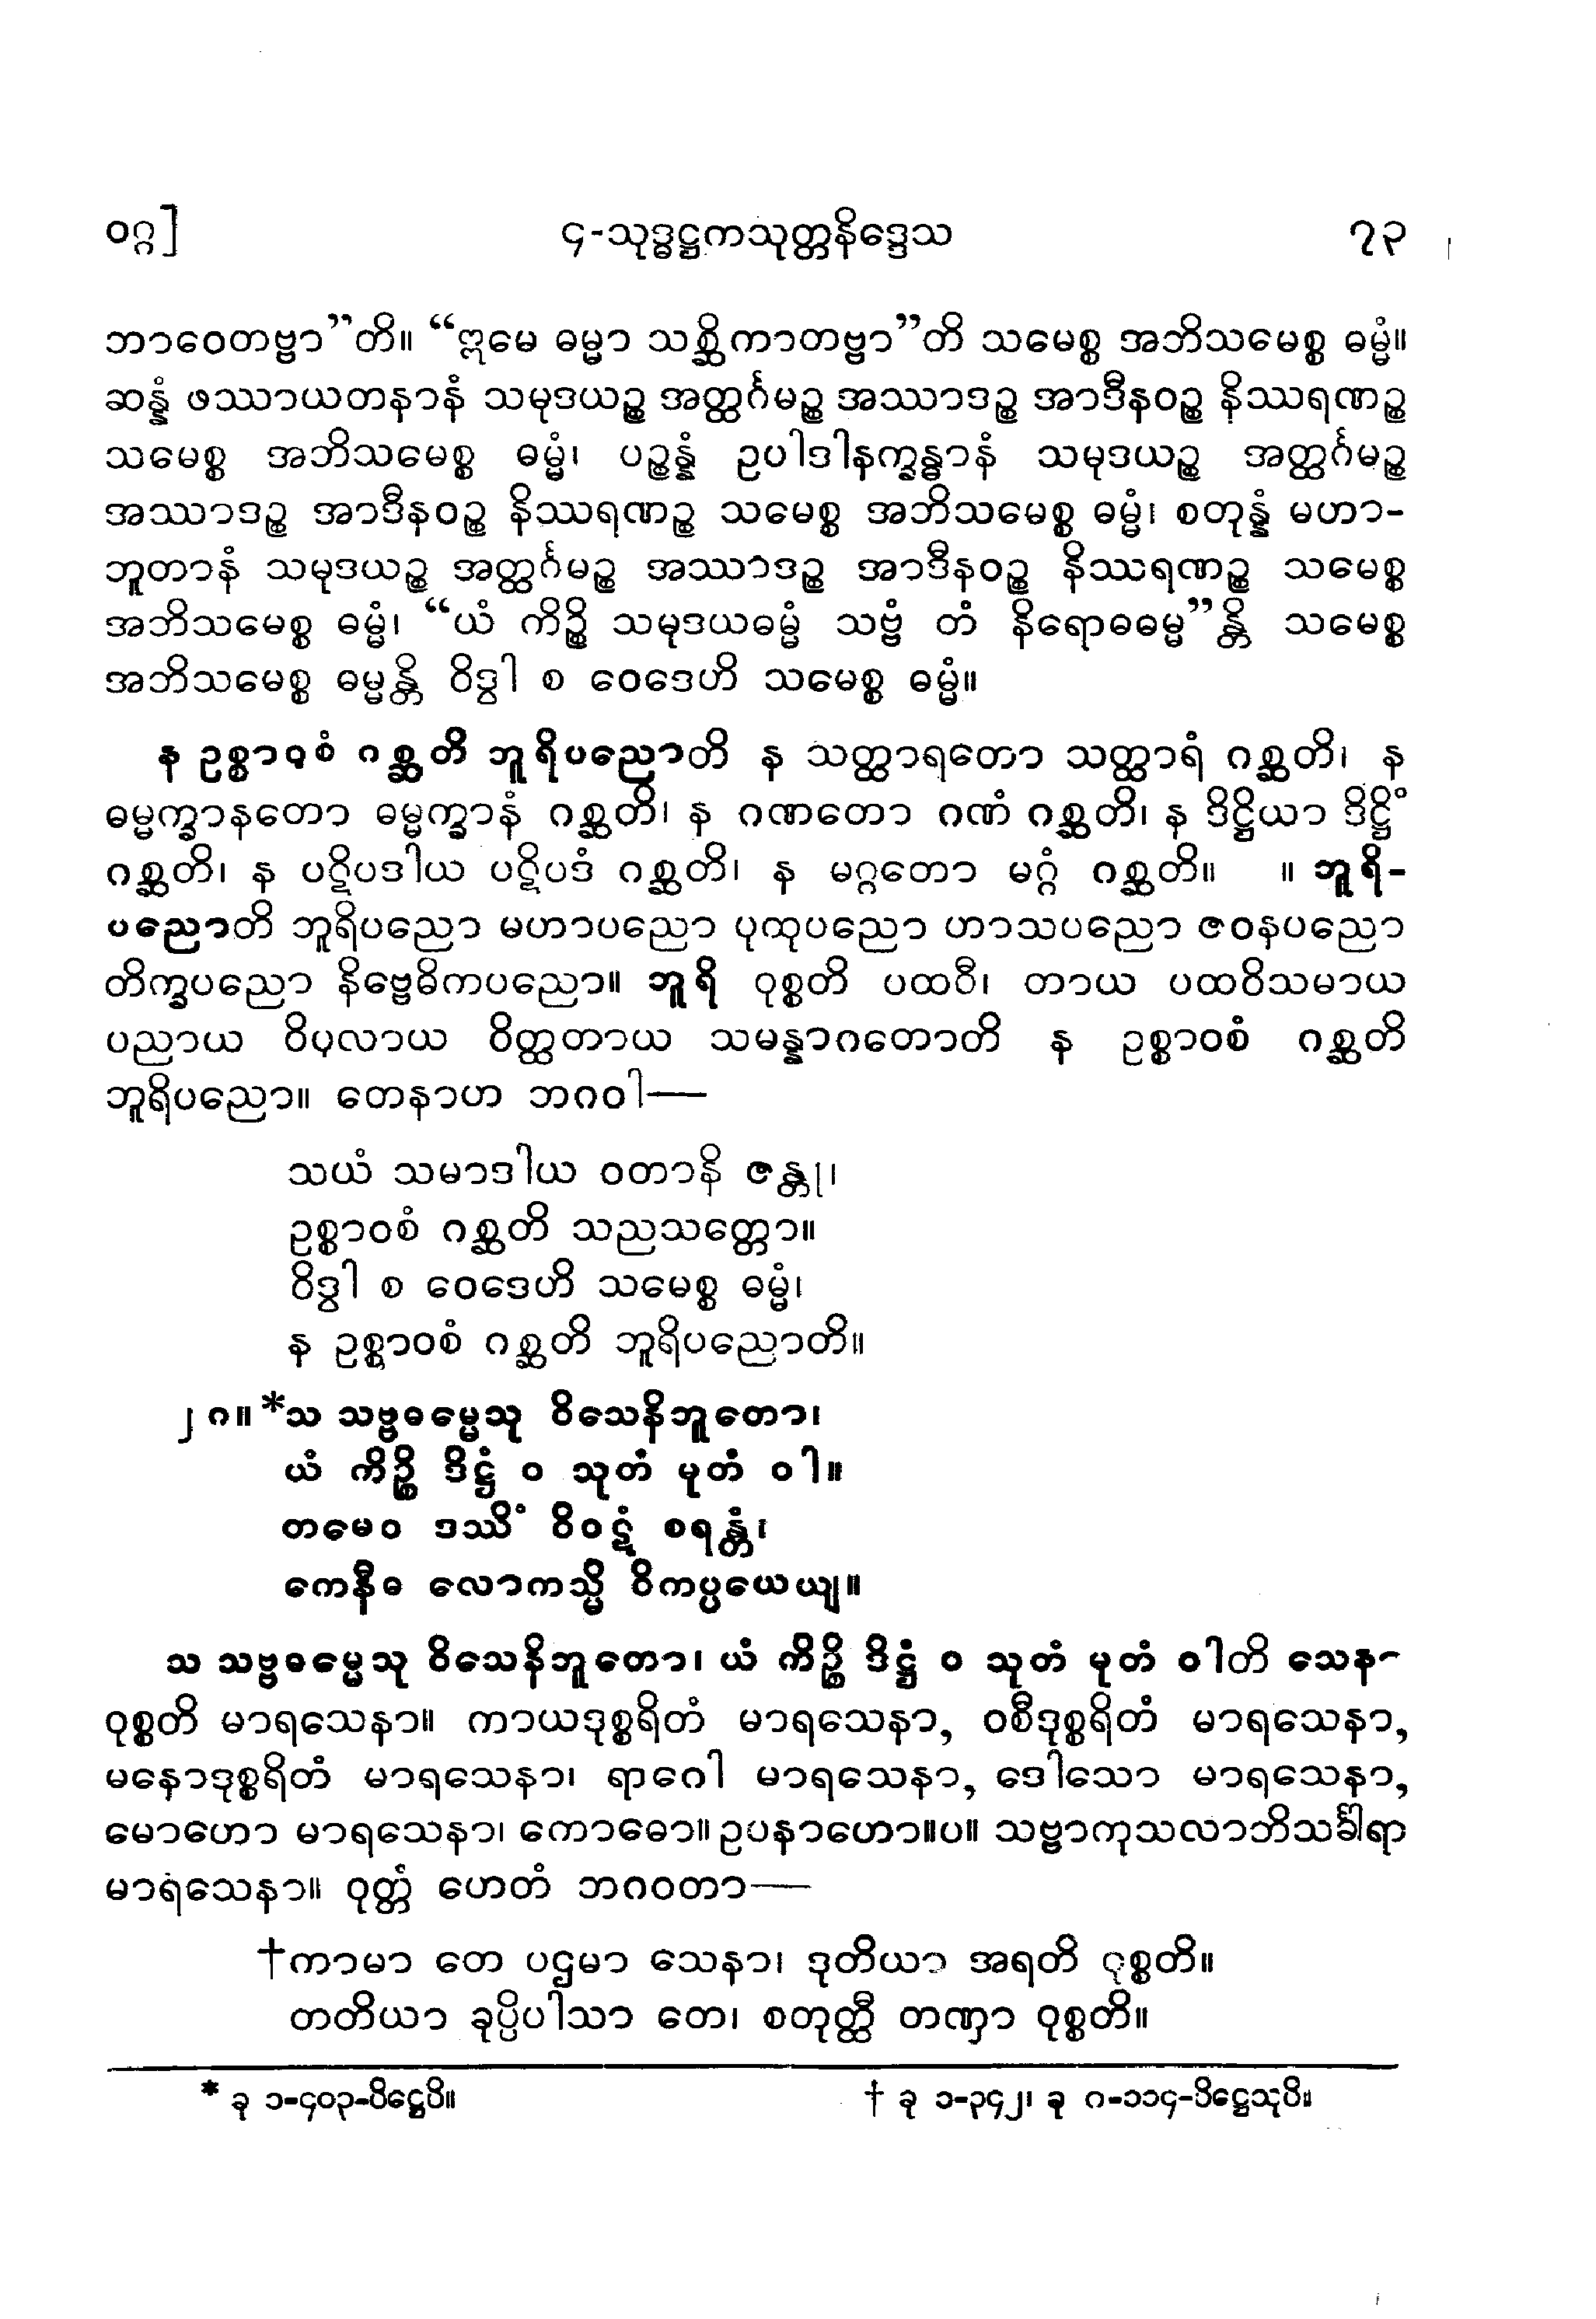 ဝဂ္ဂ]
၄-သုဒ္ဓဋ္ဌကသုတ္တနိဒ္ဒေသ
၇၃
ဘာဝေတဗ္ဗာ”တိ။ “ဣမေ ဓမ္မာ သစ္ဆိကာတဗ္ဗာ”တိ သမေစ္စ အဘိသမေစ္စ ဓမ္မံ။
ဆန္နံ ဖဿာယတနာနံ သမုဒယဉ္စ အတ္ထင်္ဂမဉ္စ အဿာဒဉ္စ အာဒီနဝဉ္စ နိဿရဏဉ္စ
သမေစ္စ အဘိသမေစ္စ ဓမ္မံ၊ ပဉ္စန္နံ ဥပါဒါနက္ခန္ဓာနံ သမုဒယဉ္စ အတ္ထင်္ဂမဉ္စ
အဿာဒဉ္စ အာဒီနဝဉ္စ နိဿရဏဉ္စ သမေစ္စ အဘိသမေစ္စ ဓမ္မံ၊ စတုန္နံ မဟာ-
ဘူတာနံ သမုဒယဉ္စ အတ္ထင်္ဂမဉ္စ အဿာဒဉ္စ အာဒီနဝဉ္စ နိဿရဏဉ္စ သမေစ္စ
အဘိသမေစ္စ ဓမ္မံ၊ “ယံ ကိဉ္စိ သမုဒယဓမ္မံ သဗ္ဗံ တံ နိရောဓဓမ္မ”န္တိ သမေစ္စ
အဘိသမေစ္စ ဓမ္မန္တိ ဝိဒွါ စ ဝေဒေဟိ သမေစ္စ ဓမ္မံ။
န ဥစ္စာဝစံ ဂစ္ဆတိ ဘူရိပညောတိ န သတ္ထာရတော သတ္ထာရံ ဂစ္ဆတိ၊ န
ဓမ္မက္ခာနတော ဓမ္မက္ခာနံ ဂစ္ဆတိ၊ န ဂဏတော ဂဏံ ဂစ္ဆတိ၊ န ဒိဋ္ဌိယာ ဒိဋ္ဌိံ
ဂစ္ဆတိ၊ န ပဋိပဒါယ ပဋိပဒံ ဂစ္ဆတိ၊ န မဂ္ဂတော မဂ္ဂံ ဂစ္ဆတိ။ ။ ဘူရိ-
ပညောတိ ဘူရိပညော မဟာပညော ပုထုပညော ဟာသပညော ဇဝနပညော
တိက္ခပညော နိဗ္ဗေဓိကပညော။ ဘူရိ ဝုစ္စတိ ပထဝီ၊ တာယ ပထဝိသမာယ
ပညာယ ဝိပုလာယ ဝိတ္ထတာယ သမန္နာဂတောတိ န ဥစ္စာဝစံ ဂစ္ဆတိ
ဘူရိပညော။ တေနာဟ ဘဂဝါ—
သယံ သမာဒါယ ဝတာနိ ဇန္တု၊
ဥစ္စာဝစံ ဂစ္ဆတိ သညသတ္တော။
ဝိဒွါ စ ဝေဒေဟိ သမေစ္စ ဓမ္မံ၊
န ဥစ္စာဝစံ ဂစ္ဆတိ ဘူရိပညောတိ။
၂၈။ *သ သဗ္ဗဓမ္မေသု ဝိသေနိဘူတော၊
ယံ ကိဉ္စိ ဒိဋ္ဌံ ဝ သုတံ မုတံ ဝါ။
တမေဝ ဒဿိံ ဝိဝဋံ စရန္တံ၊
ကေနီဓ လောကသ္မိ ဝိကပ္ပယေယျ။
သ သဗ္ဗဓမ္မေသု ဝိသေနိဘူတော၊ ယံ ကိဉ္စိ ဒိဋ္ဌံ ဝ သုတံ မုတံ ဝါတိ သေနာ
ဝုစ္စတိ မာရသေနာ။ ကာယဒုစ္စရိတံ မာရသေနာ, ဝစီဒုစ္စရိတံ မာရသေနာ,
မနောဒုစ္စရိတံ မာရသေနာ၊ ရာဂေါ မာရသေနာ, ဒေါသော မာရသေနာ,
မောဟော မာရသေနာ၊ ကောဓော။ ဥပနာဟော။ပ။ သဗ္ဗာကုသလာဘိသင်္ခါရာ
မာရသေနာ။ ဝုတ္တံ ဟေတံ ဘဂဝတာ—
†ကာမာ တေ ပဌမာ သေနာ၊ ဒုတိယာ အရတိ ဝုစ္စတိ။
တတိယာ ခုပ္ပိပါသာ တေ၊ စတုတ္ထီ တဏှာ ဝုစ္စတိ။
* ခု ၁-၄၀၃-ပိဋ္ဌေပိ။
† ခု ၁-၃၄၂၊ ခု ၈-၁၁၄-ပိဋ္ဌေသုပိ။